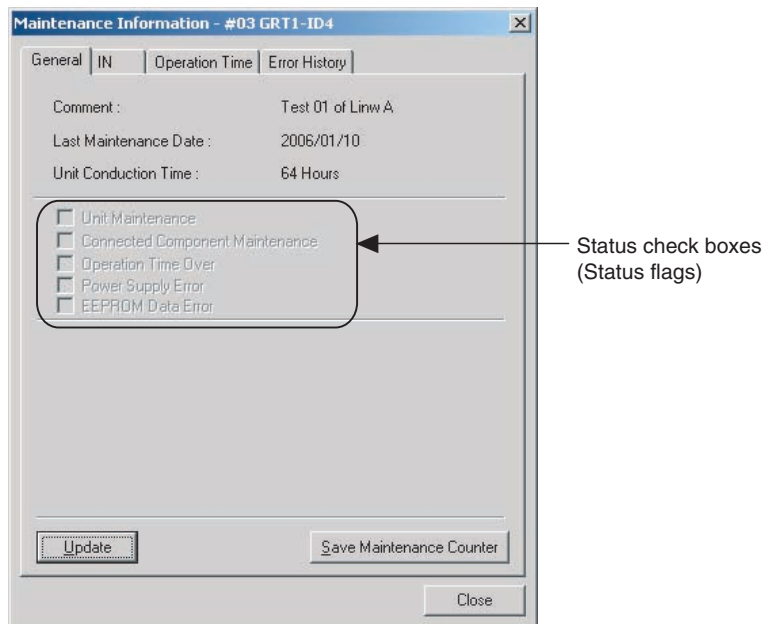 Maintenance Information - #03 GRT1-ID4
General IN Operation Time Error History
Comment : Test 01 of Linw A
Last Maintenance Date : 2006/01/10
Unit Conduction Time : 64 Hours
Unit Maintenance
Connected Component Maintenance
Operation Time Over
Power Supply Error
EEPROM Data Error
Status check boxes
(Status flags)
Update Save Maintenance Counter
Close